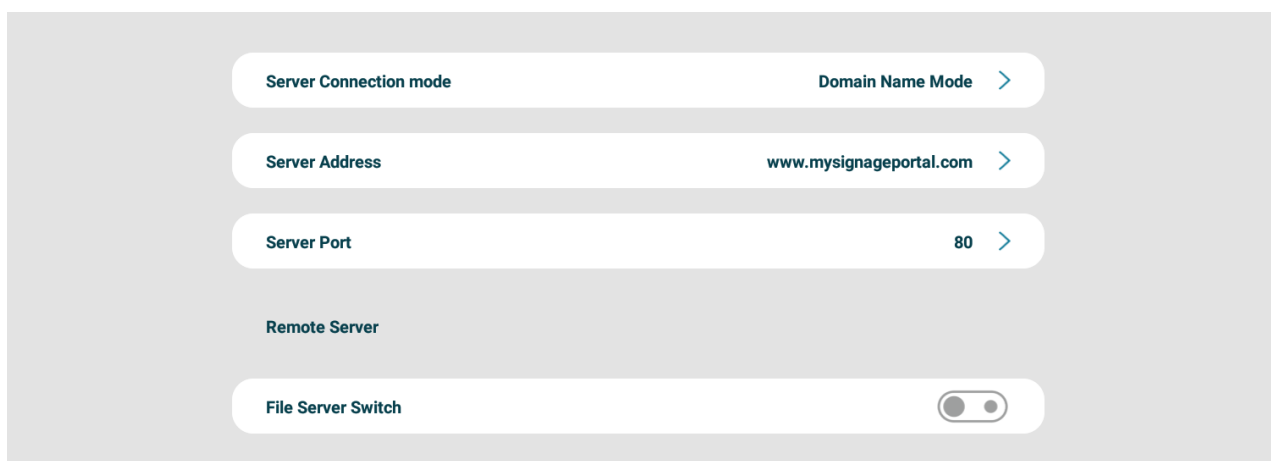 Server Connection mode Domain Name Mode
Server Address www.mysignageportal.com
Server Port 80
Remote Server
File Server Switch